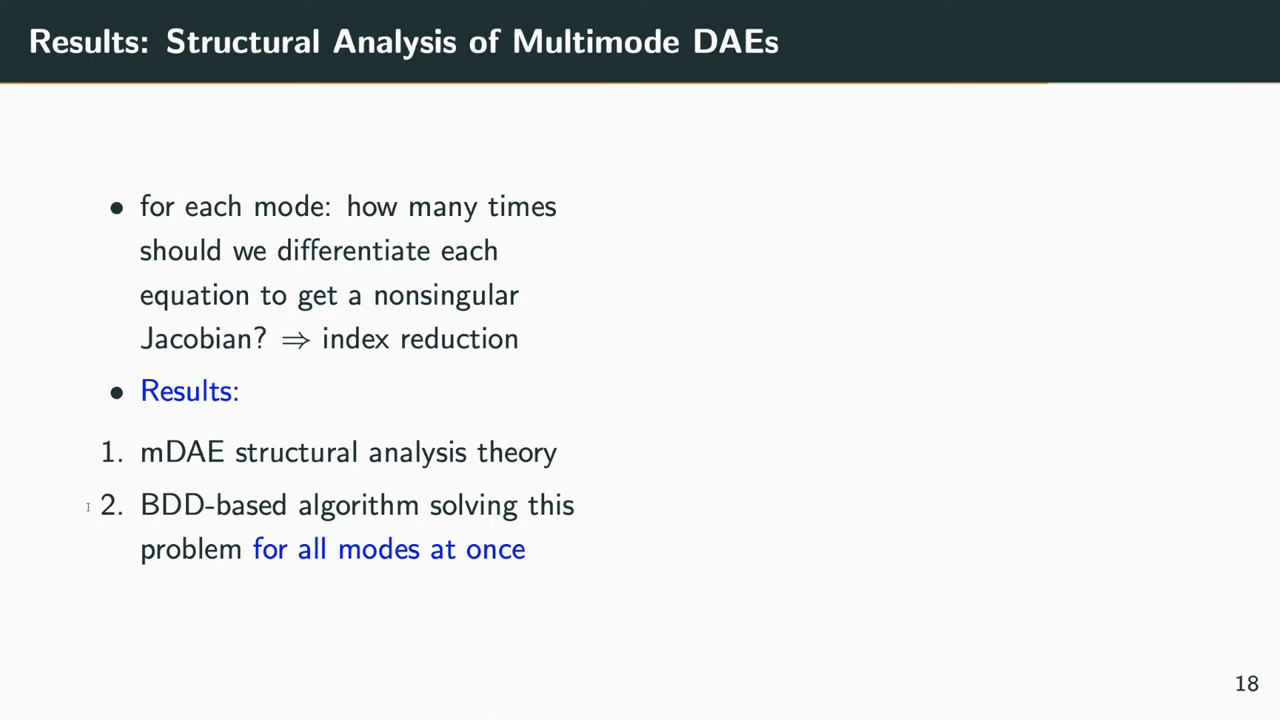 Results: Structural Analysis of Multimode DAEs
• for each mode: how many times
should we differentiate each
equation to get a nonsingular
Jacobian? ⇒ index reduction
• Results:
1. mDAE structural analysis theory
2. BDD-based algorithm solving this
problem for all modes at once
18